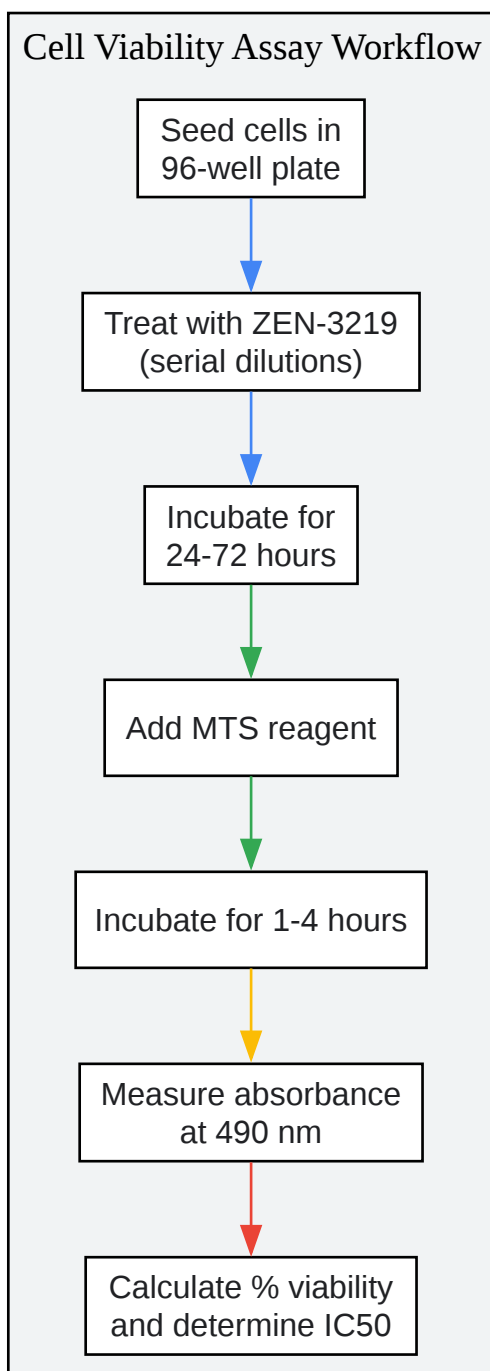 Cell Viability Assay Workflow
Seed cells in
96-well plate
Treat with ZEN-3219
(serial dilutions)
Incubate for
24-72 hours
Add MTS reagent
Incubate for 1-4 hours
Measure absorbance
at 490 nm
Calculate % viability
and determine IC50